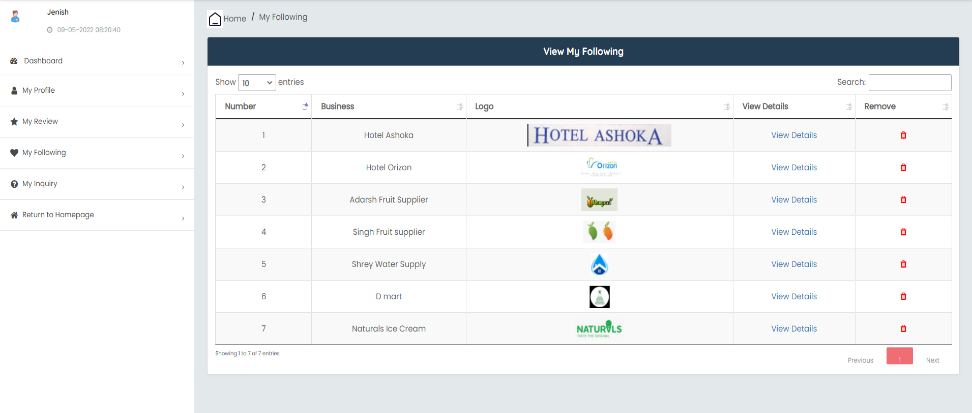 Jenish
09-05-2022 08:20:40
Dashboard
My Profile
My Review
My Following
My Inquiry
Return to Homepage
Home / My Following
View My Following
Show 10 entries
Search:
Number Business Logo View Details Remove
1 Hotel Ashoka HOTEL ASHOKA View Details
2 Hotel Orizon Orizon View Details
3 Adarsh Fruit Supplier View Details
4 Singh Fruit supplier View Details
5 Shrey Water Supply View Details
6 D mart View Details
7 Naturals Ice Cream NATURALS View Details
Showing 1 to 7 of 7 entries
Previous 1 Next